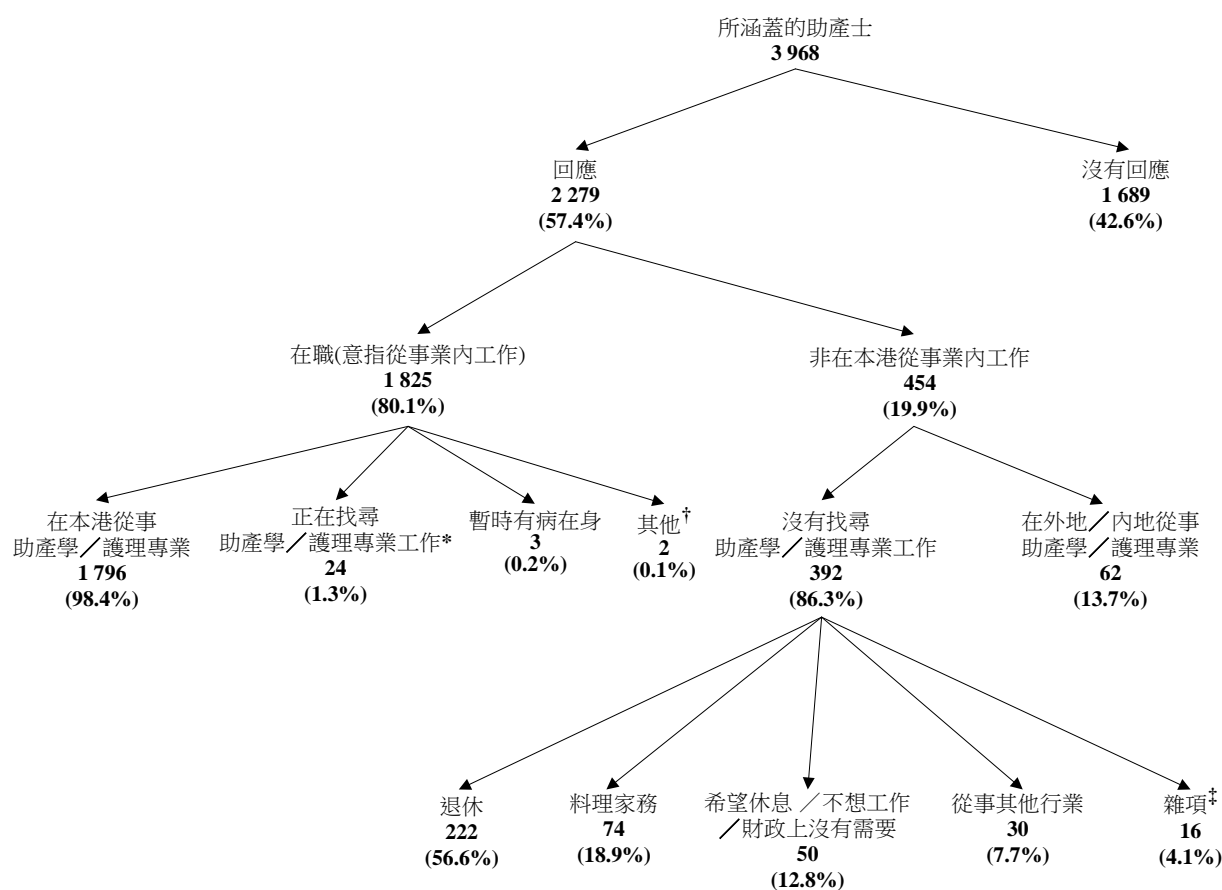 所涵蓋的助產士
3 968
回應
2 279
(57.4%)
沒有回應
1 689
(42.6%)
在職(意指從事業內工作)
1 825
(80.1%)
非在本港從事業內工作
454
(19.9%)
在本港從事
助產學／護理專業
1 796
(98.4%)
正在找尋
助產學／護理專業工作*
24
(1.3%)
暫時有病在身
3
(0.2%)
其他†
2
(0.1%)
沒有找尋
助產學／護理專業工作
392
(86.3%)
在外地／內地從事
助產學／護理專業
62
(13.7%)
退休
222
(56.6%)
料理家務
74
(18.9%)
希望休息 ／不想工作
／財政上沒有需要
50
(12.8%)
從事其他行業
30
(7.7%)
雜項‡
16
(4.1%)